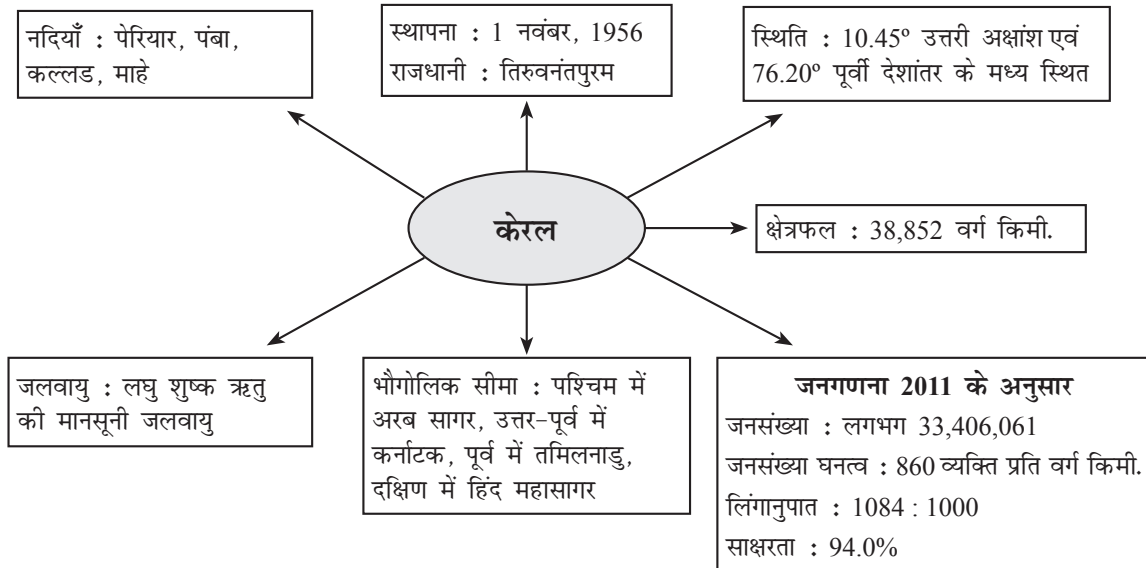 नदियाँ : पेरियार, पंबा,
कल्लड, माहे
स्थापना : 1 नवंबर, 1956
राजधानी : तिरुवनंतपुरम
स्थिति : 10.45º उत्तरी अक्षांश एवं
76.20º पूर्वी देशांतर के मध्य स्थित
केरल
क्षेत्रफल : 38,852 वर्ग किमी.
जलवायु : लघु शुष्क ऋतु
की मानसूनी जलवायु
भौगोलिक सीमा : पश्चिम में
अरब सागर, उत्तर-पूर्व में
कर्नाटक, पूर्व में तमिलनाडु,
दक्षिण में हिंद महासागर
जनगणना 2011 के अनुसार
जनसंख्या : लगभग 33,406,061
जनसंख्या घनत्व : 860 व्यक्ति प्रति वर्ग किमी.
लिंगानुपात : 1084 : 1000
साक्षरता : 94.0%